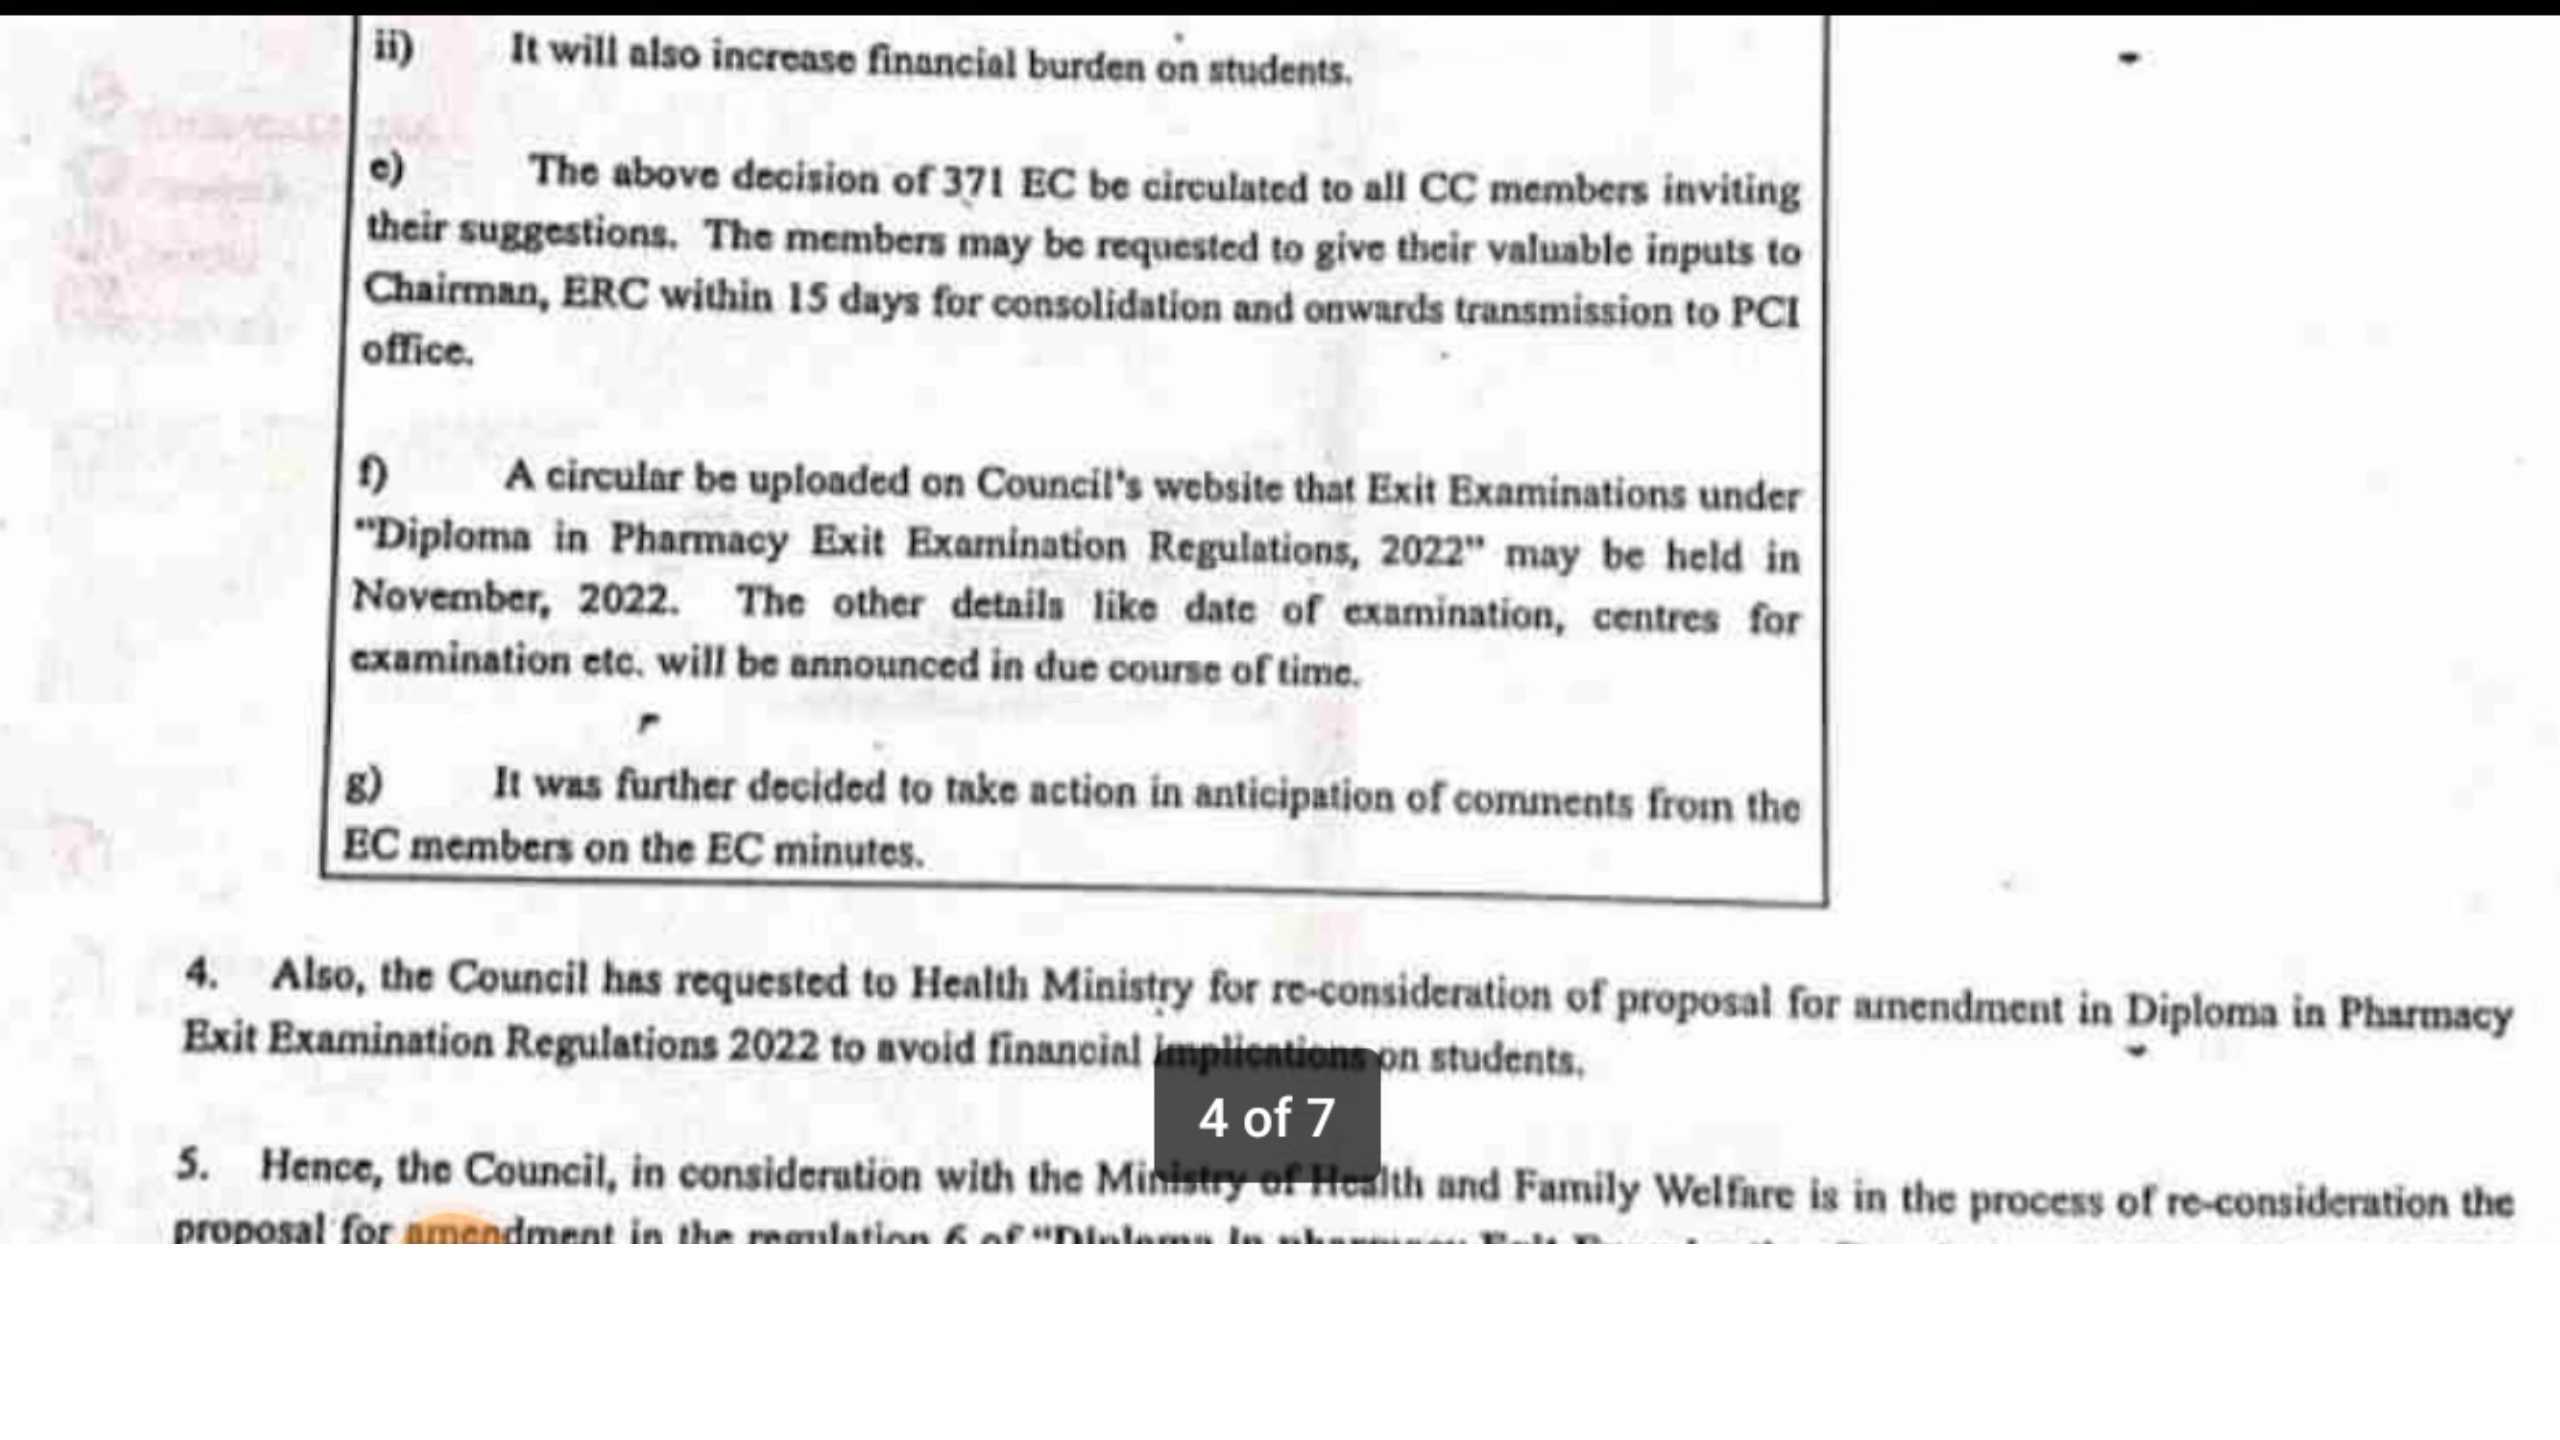 ii) It will also increase financial burden on students.
e) The above decision of 371 EC be circulated to all CC members inviting
their suggestions. The members may be requested to give their valuable inputs to
Chairman, ERC within 15 days for consolidation and onwards transmission to PCI
office.
f) A circular be uploaded on Council's website that Exit Examinations under
"Diploma in Pharmacy Exit Examination Regulations, 2022" may be held in
November, 2022. The other details like date of examination, centres for
examination etc. will be announced in due course of time.
g) It was further decided to take action in anticipation of comments from the
EC members on the EC minutes.
4. Also, the Council has requested to Health Ministry for re-consideration of proposal for amendment in Diploma in Pharmacy
Exit Examination Regulations 2022 to avoid financial implications on students.
4 of 7
5. Hence, the Council, in consideration with the Ministry of Health and Family Welfare is in the process of re-consideration the
proposal for amendment in the regulation 6 of "Diploma in pharmacy Exit